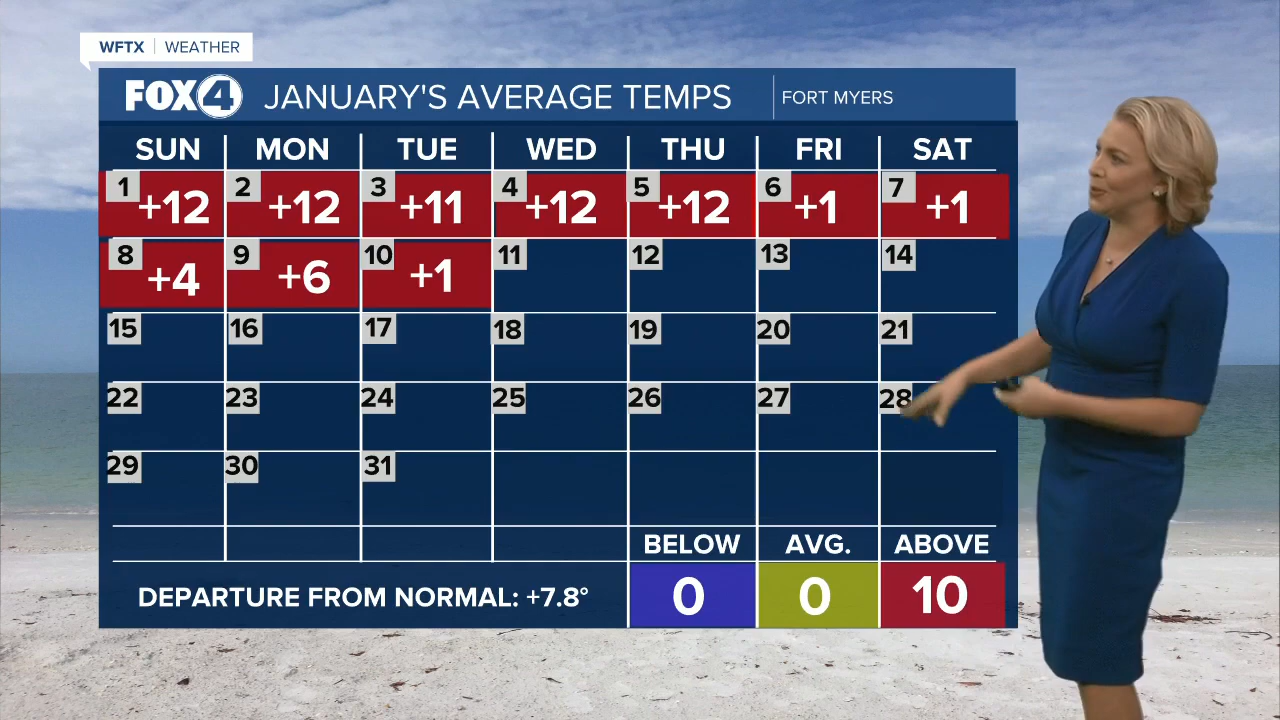 WFTX | WEATHER
FOX 4 JANUARY'S AVERAGE TEMPS FORT MYERS
SUN MON TUE WED THU FRI SAT
1 +12 2 +12 3 +11 4 +12 5 +12 6 +1 7 +1
8 +4 9 +6 10 +1 11 12 13 14
15 16 17 18 19 20 21
22 23 24 25 26 27 28
29 30 31
BELOW AVG. ABOVE
DEPARTURE FROM NORMAL: +7.8° 0 0 10